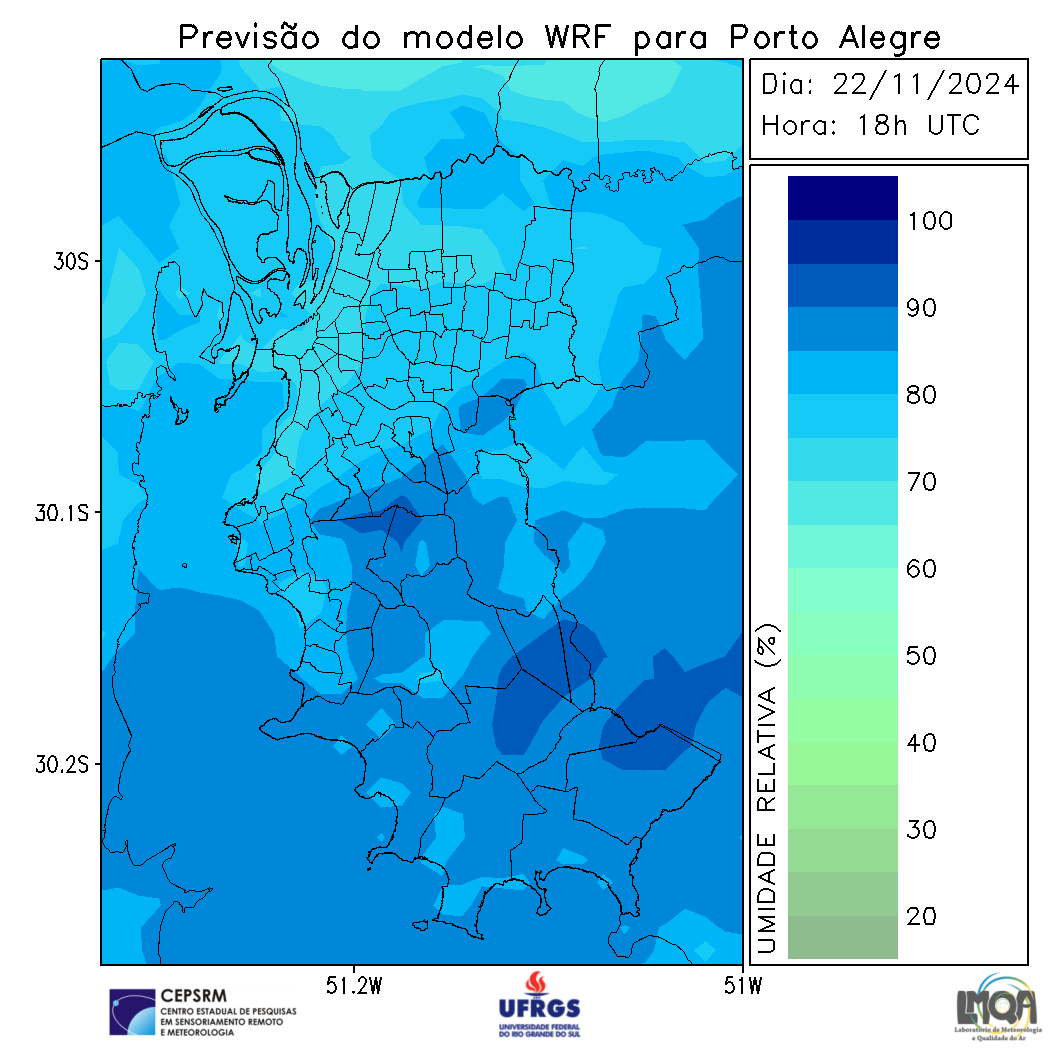 Previsão do modelo WRF para Porto Alegre
Dia: 22/11/2024
Hora: 18h UTC
30S
30.1S
30.2S
51.2W
51W
100
90
80
70
60
50
40
30
20
UMIDADE RELATIVA (%)
CEPSRM
CENTRO ESTADUAL DE PESQUISAS
EM SENSORIAMENTO REMOTO
E METEOROLOGIA
UFRGS
UNIVERSIDADE FEDERAL
DO RIO GRANDE DO SUL
LMQA
Laboratório de Meteorologia
e Qualidade do Ar